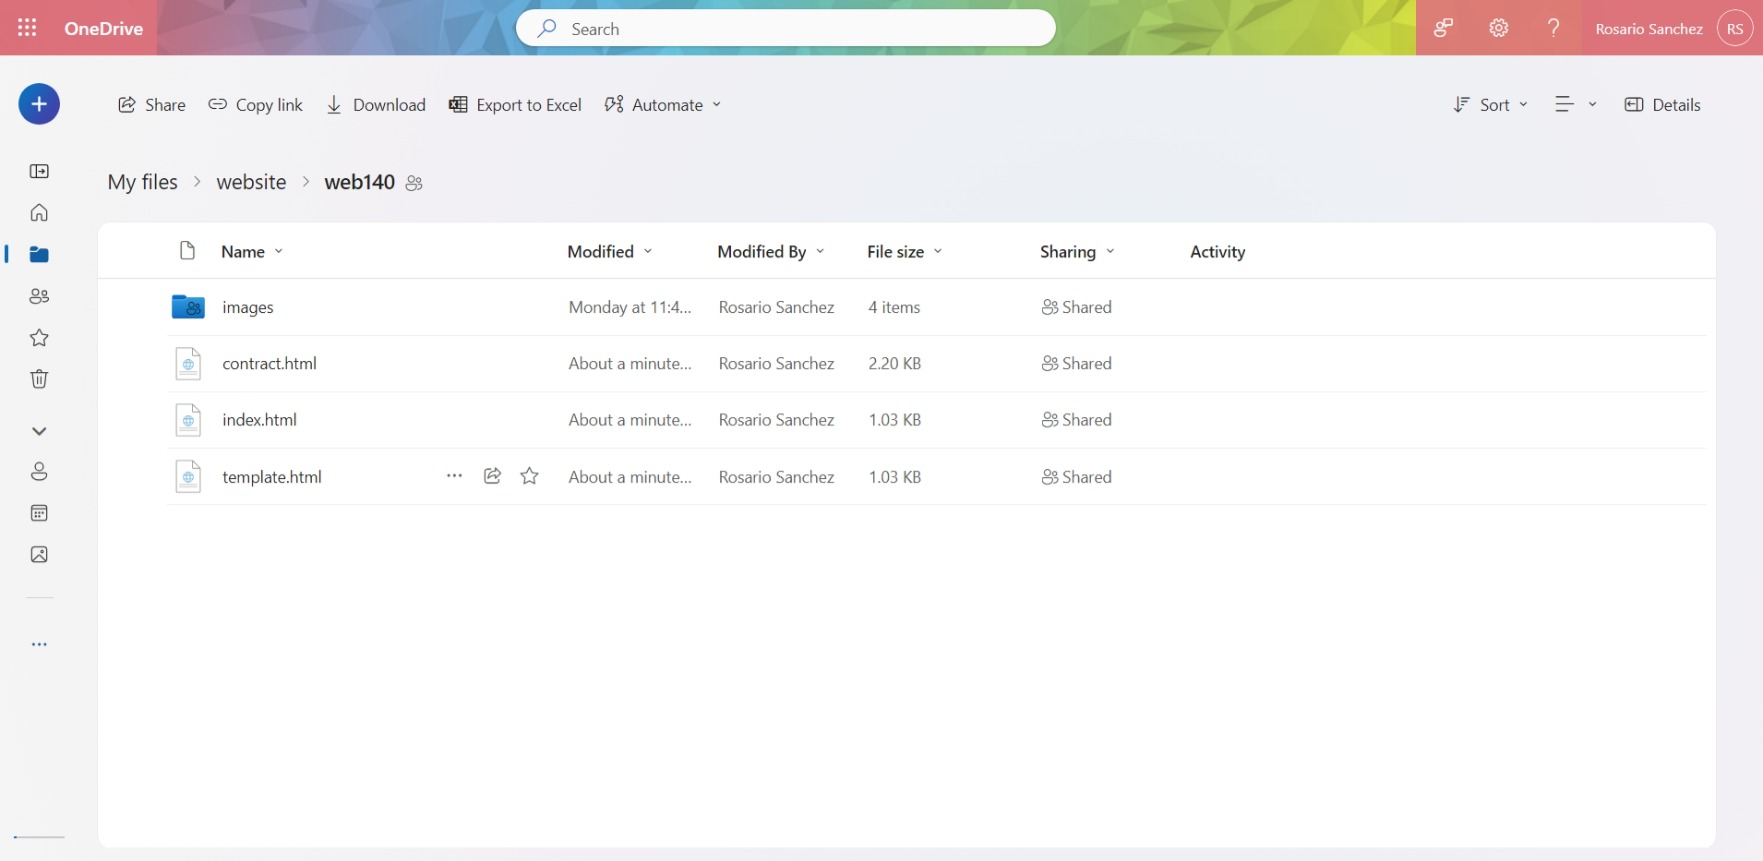 OneDrive Search Rosario Sanchez RS
Share Copy link Download Export to Excel Automate Sort Details
My files > website > web140
Name Modified Modified By File size Sharing Activity
images Monday at 11:4... Rosario Sanchez 4 items Shared
contract.html About a minute... Rosario Sanchez 2.20 KB Shared
index.html About a minute... Rosario Sanchez 1.03 KB Shared
template.html ··· About a minute... Rosario Sanchez 1.03 KB Shared